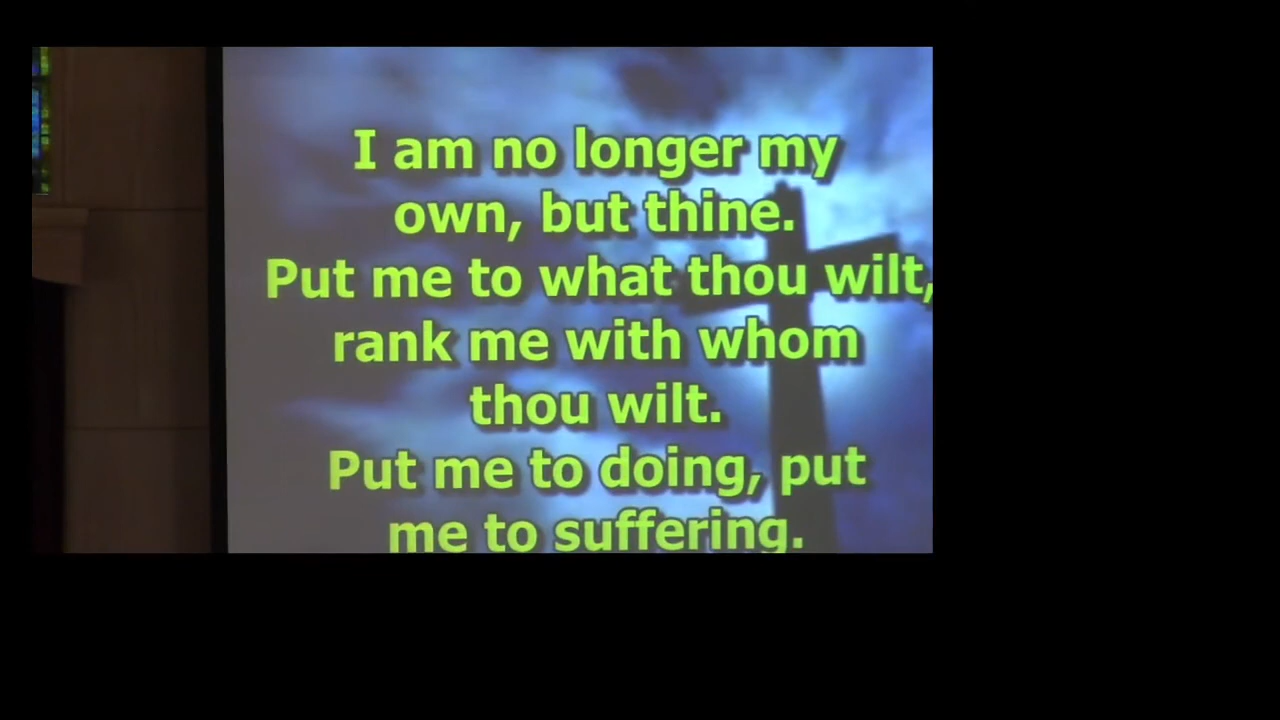 I am no longer my
own, but thine.
Put me to what thou wilt,
rank me with whom
thou wilt.
Put me to doing, put
me to suffering.